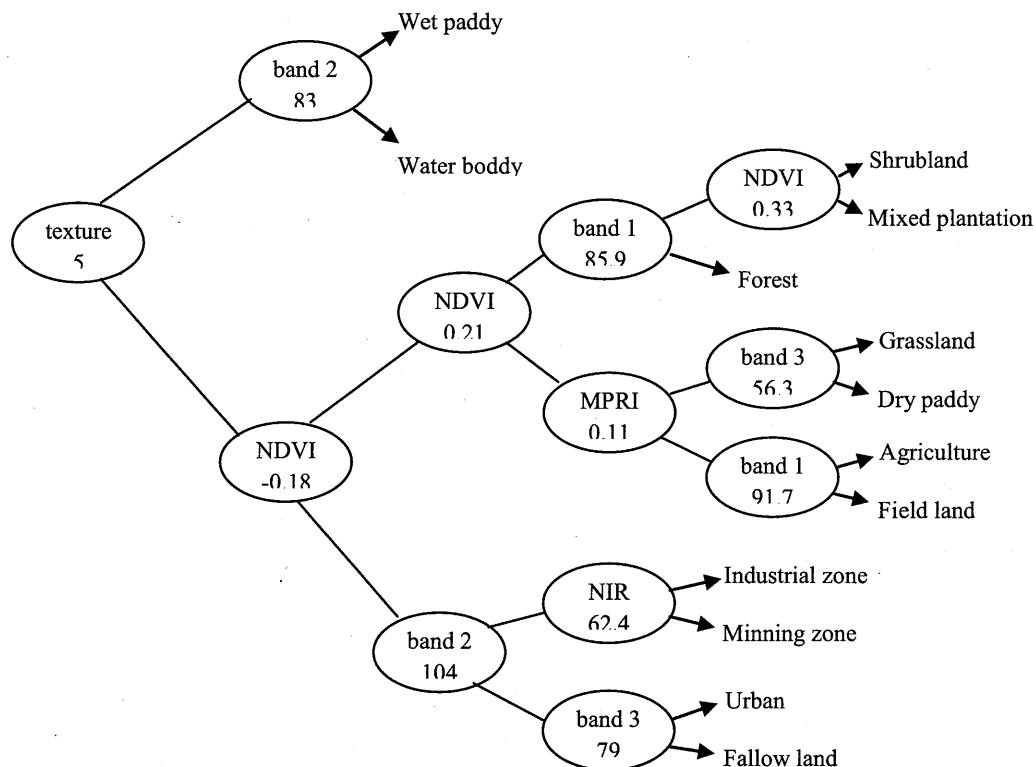 Wet paddy
band 2
83
Water boddy
Shrubland
NDVI
0.33
Mixed plantation
texture
5
band 1
85.9
Forest
NDVI
0.21
Grassland
band 3
56.3
Dry paddy
MPRI
0.11
Agriculture
band 1
91.7
Field land
NDVI
-0.18
Industrial zone
NIR
62.4
Minning zone
band 2
104
Urban
band 3
79
Fallow land